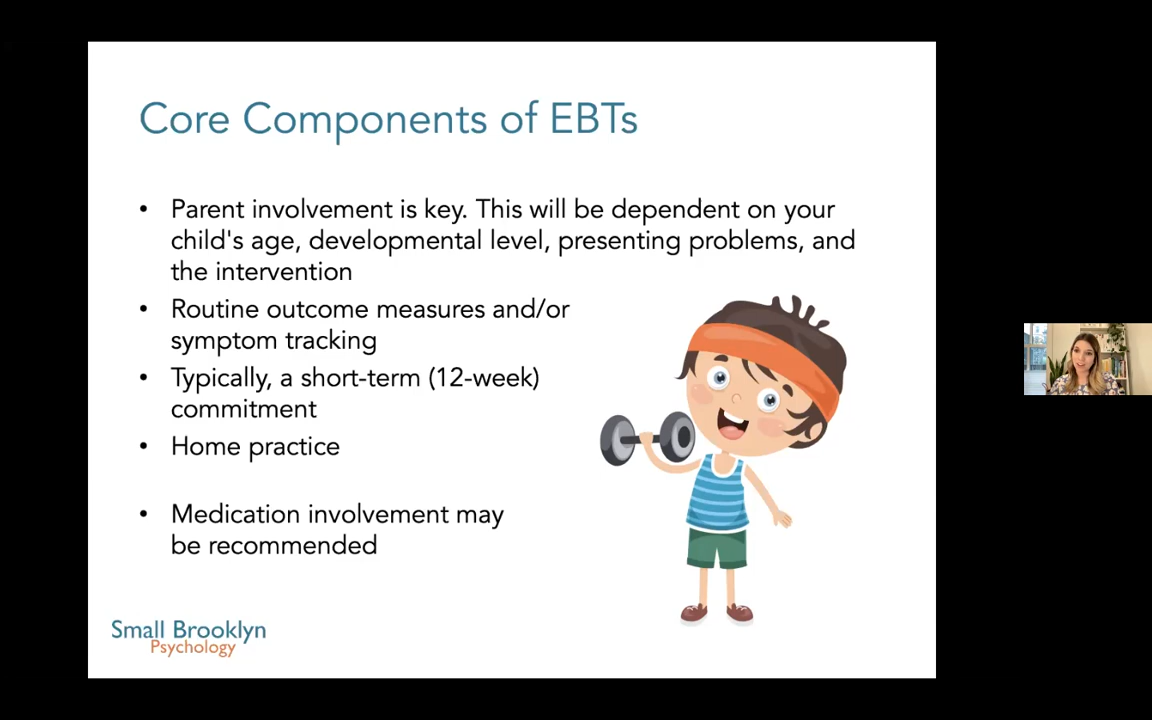 Core Components of EBTs
• Parent involvement is key. This will be dependent on your
child's age, developmental level, presenting problems, and
the intervention
• Routine outcome measures and/or
symptom tracking
• Typically, a short-term (12-week)
commitment
• Home practice
• Medication involvement may
be recommended
Small Brooklyn
Psychology